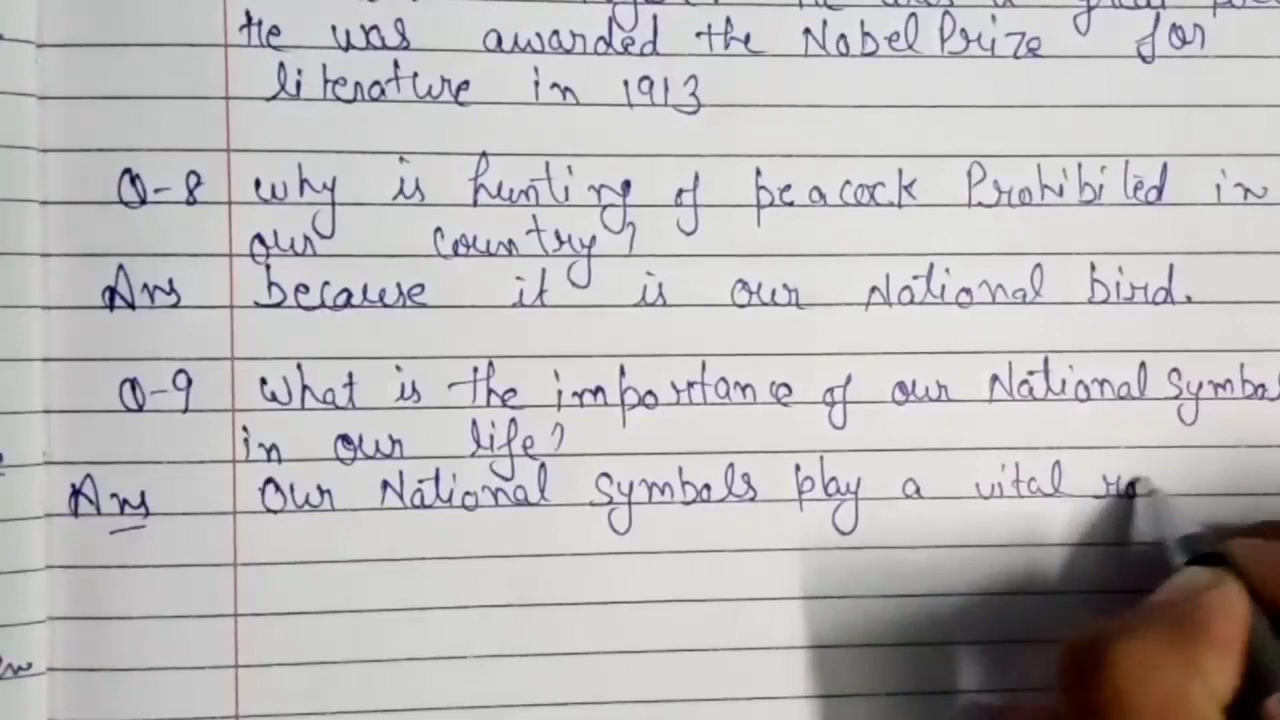 He was awarded the Nobel Prize for
literature in 1913
Q-8 Why is hunting of peacock Prohibited in
our country?
Ans because it is our National bird.
Q-9 What is the importance of our National Symbol
in our life?
Ans Our National Symbols play a vital ro